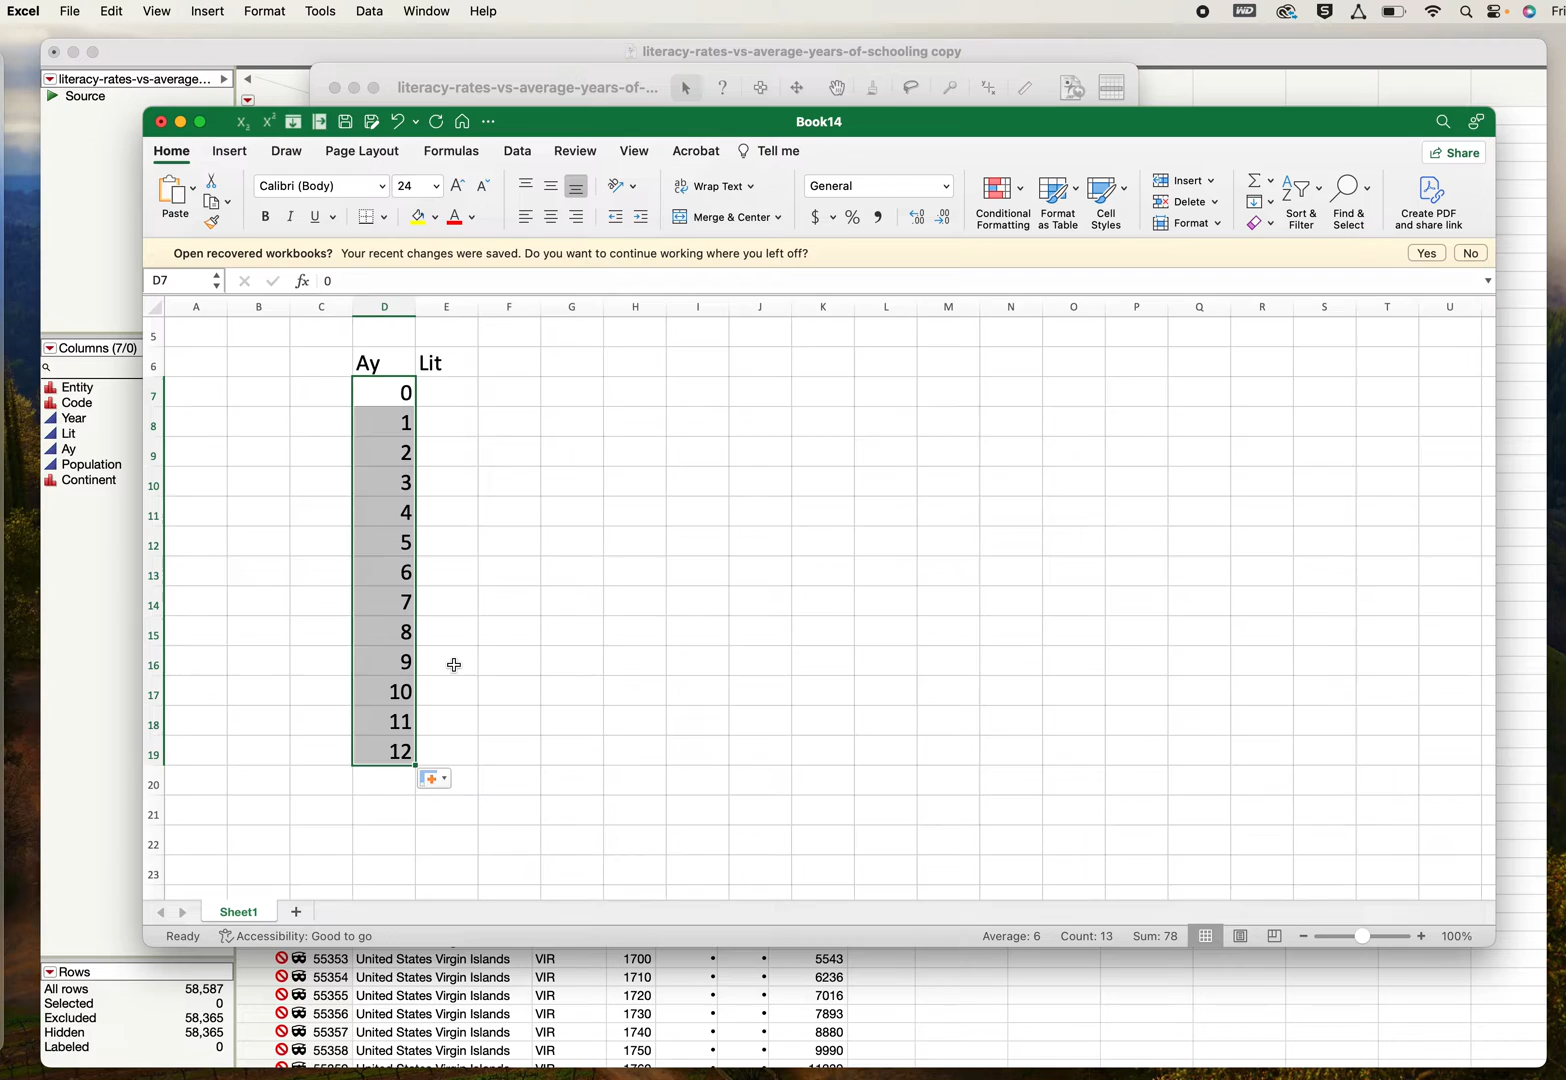 Excel File Edit View Insert Format Tools Data Window Help
literacy-rates-vs-average-years-of-schooling copy
literacy-rates-vs-average...
Source
literacy-rates-vs-average-years-of-...
Book14
Home Insert Draw Page Layout Formulas Data Review View Acrobat Tell me Share
Paste
Calibri (Body) 24
Wrap Text
Merge & Center
General
Conditional Formatting
Format as Table
Cell Styles
Insert
Delete
Format
Sort & Filter
Find & Select
Create PDF and share link
Open recovered workbooks? Your recent changes were saved. Do you want to continue working where you left off? Yes No
D7 fx 0
A B C D E F G H I J K L M N O P Q R S T U
5
6 Ay Lit
7 0
8 1
9 2
10 3
11 4
12 5
13 6
14 7
15 8
16 9
17 10
18 11
19 12
20
21
22
23
Columns (7/0)
Entity
Code
Year
Lit
Ay
Population
Continent
Sheet1
Ready Accessibility: Good to go Average: 6 Count: 13 Sum: 78 100%
Rows
All rows 58,587
Selected 0
Excluded 58,365
Hidden 58,365
Labeled 0
55353 United States Virgin Islands VIR 1700 • • 5543
55354 United States Virgin Islands VIR 1710 • • 6236
55355 United States Virgin Islands VIR 1720 • • 7016
55356 United States Virgin Islands VIR 1730 • • 7893
55357 United States Virgin Islands VIR 1740 • • 8880
55358 United States Virgin Islands VIR 1750 • • 9990